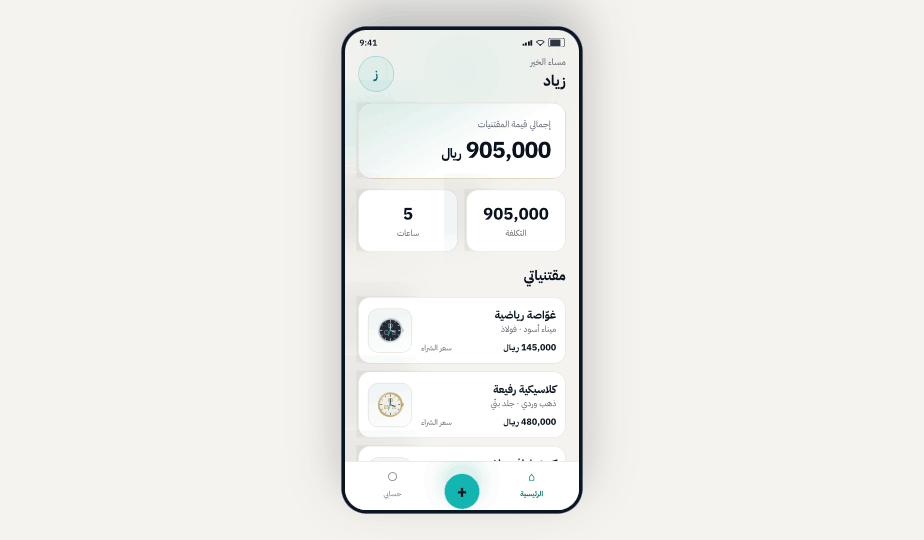 9:41
مساء الخير
زياد
ز
إجمالي قيمة المقتنيات
905,000 ريال
905,000
التكلفة
5
ساعات
مقتنياتي
غوّاصة رياضية
ميناء أسود · فولاذ
145,000 ريال
سعر الشراء
كلاسيكية رفيعة
ذهب وردي · جلد بنّي
480,000 ريال
سعر الشراء
الرئيسية
+
حسابي